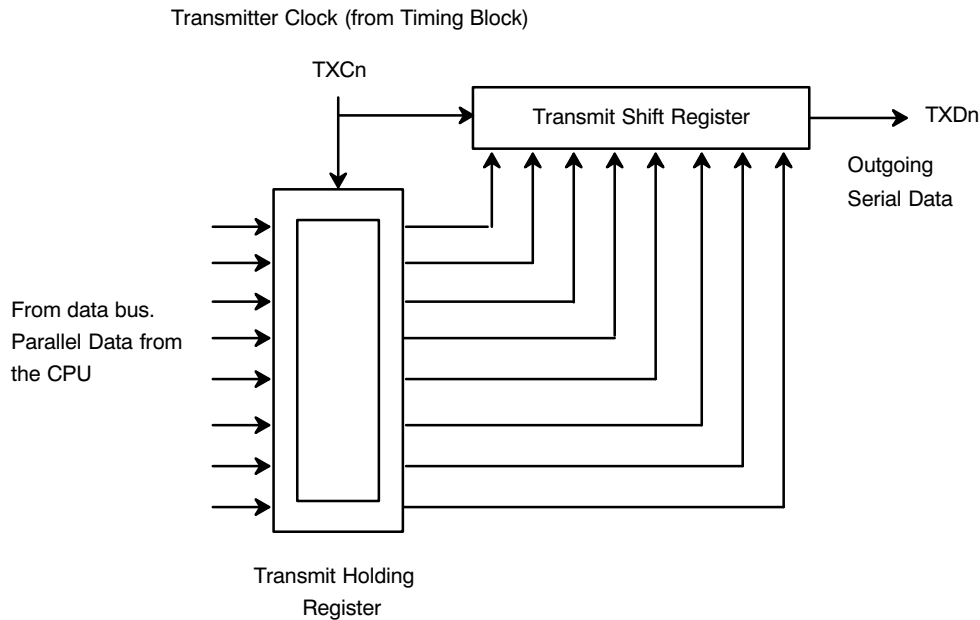 Transmitter Clock (from Timing Block)
TXCn
Transmit Shift Register
TXDn
Outgoing
Serial Data
From data bus.
Parallel Data from
the CPU
Transmit Holding
Register